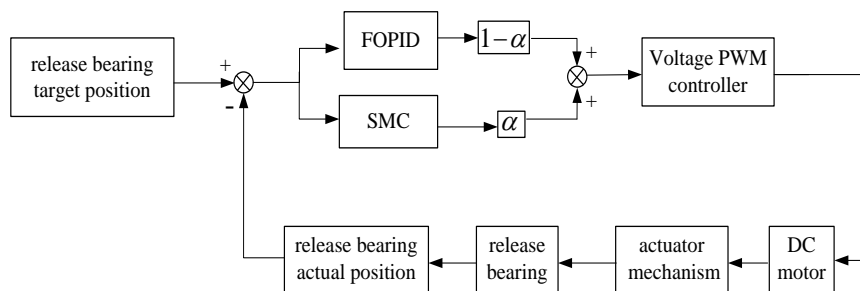 FOPID
1−α
+
release bearing
target position
+
-
+
Voltage PWM
controller
SMC
α
+
release bearing
actual position
release
bearing
actuator
mechanism
DC
motor